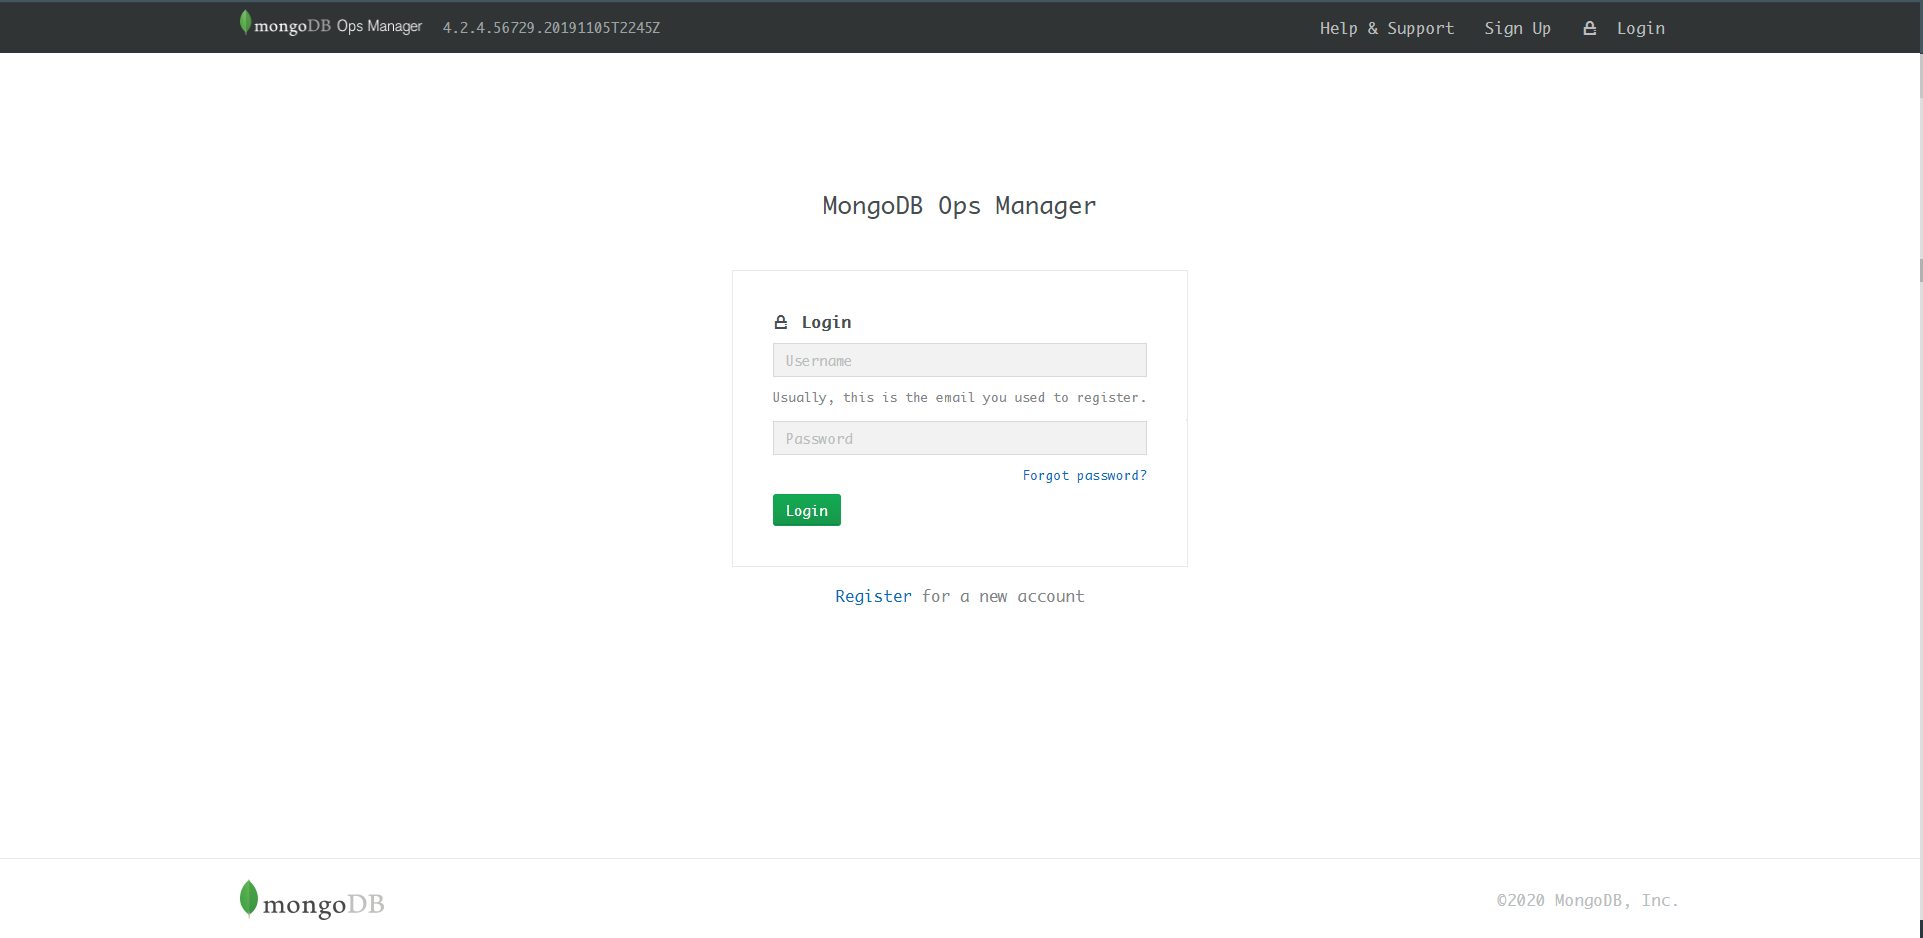 mongoDB Ops Manager 4.2.4.56729.20191105T2245Z Help & Support Sign Up Login
MongoDB Ops Manager
Login
Username
Usually, this is the email you used to register.
Password
Forgot password?
Login
Register for a new account
mongoDB ©2020 MongoDB, Inc.